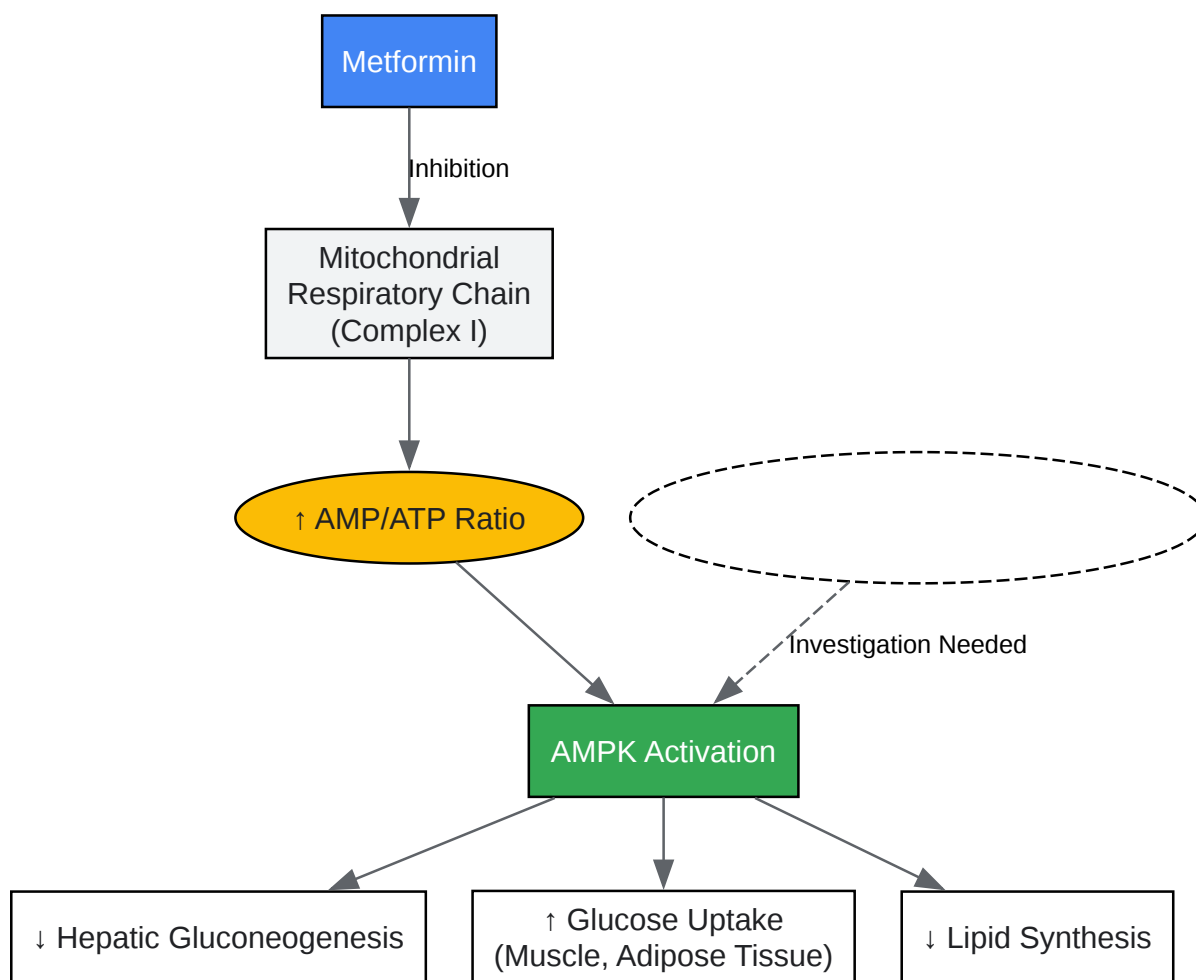 Metformin
Inhibition
Mitochondrial
Respiratory Chain
(Complex I)
↑ AMP/ATP Ratio
Investigation Needed
AMPK Activation
↓ Hepatic Gluconeogenesis
↑ Glucose Uptake
(Muscle, Adipose Tissue)
↓ Lipid Synthesis